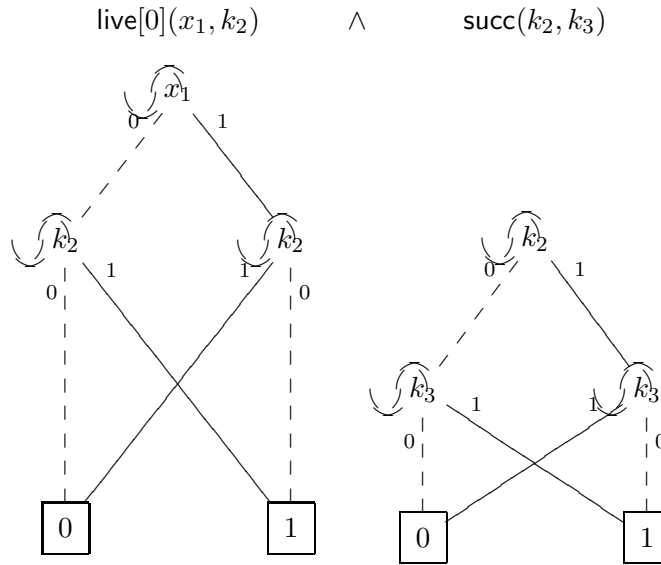 live[0](x₁, k₂) ∧ succ(k₂, k₃)
x₁
0 1
k₂ k₂ k₂
0 1 1 0 0 1
k₃ k₃
0 1 1 0
0 1 0 1